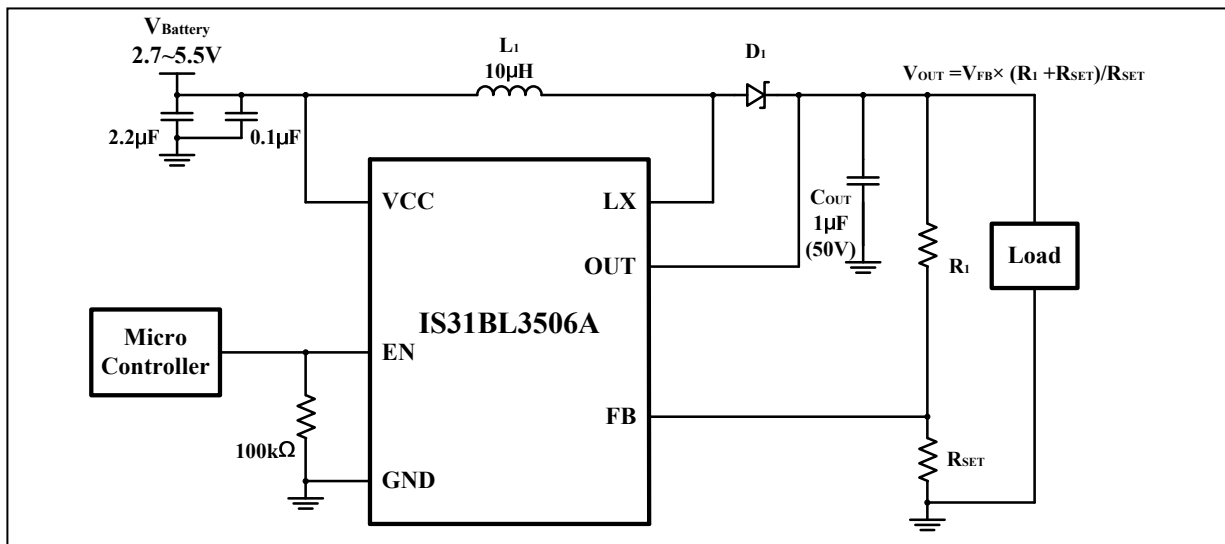 VBattery
2.7~5.5V
L1
10µH
D1
VOUT =VFB× (R1 +RSET)/RSET
2.2µF
0.1µF
VCC
LX
COUT
1µF
(50V)
OUT
R1
Load
IS31BL3506A
Micro
Controller
EN
FB
100kΩ
RSET
GND